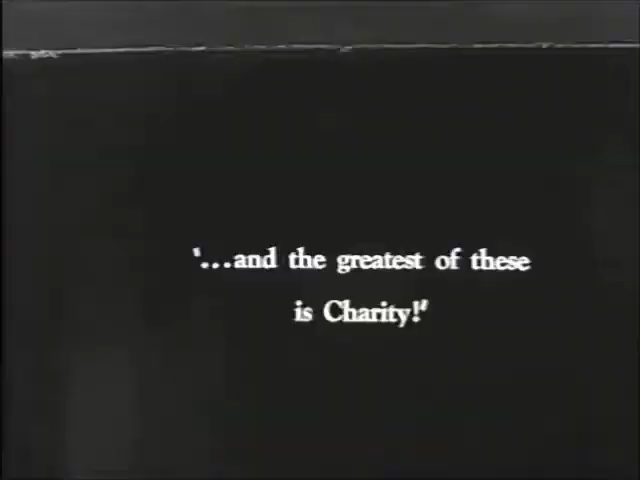 '...and the greatest of these
is Charity!'